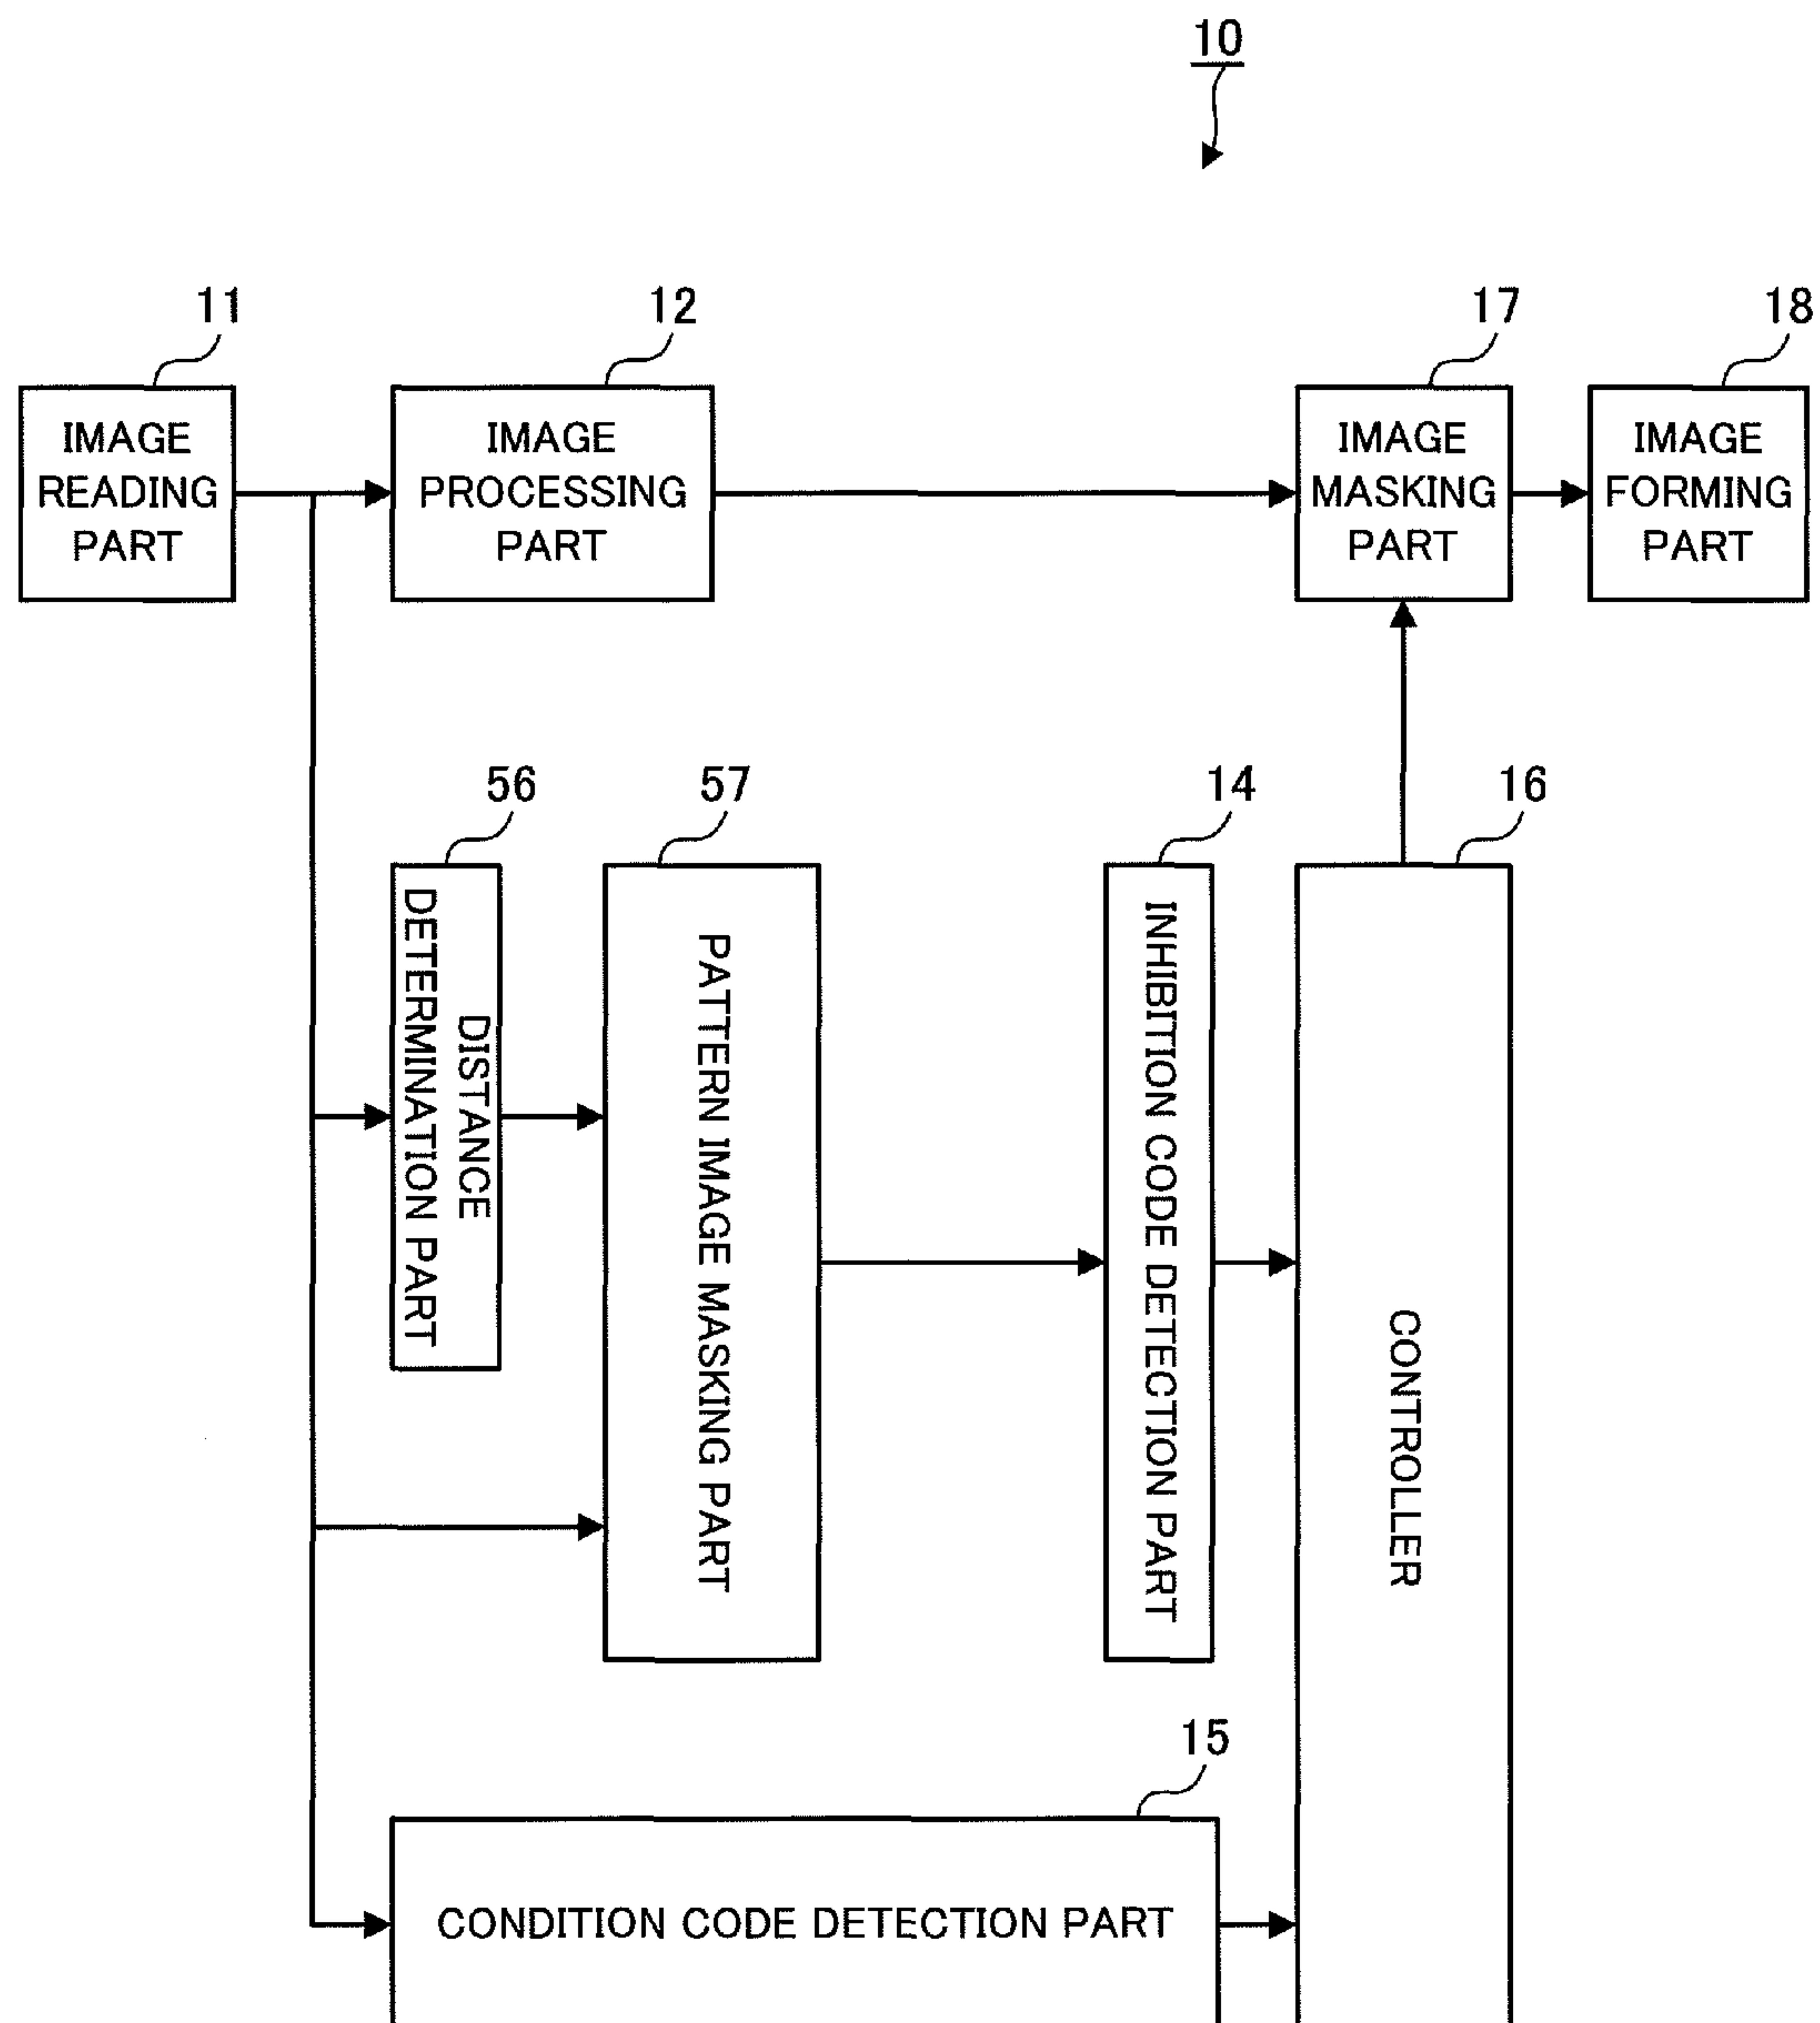 10
11
12
17
18
IMAGE
READING
PART
IMAGE
PROCESSING
PART
IMAGE
MASKING
PART
IMAGE
FORMING
PART
56
57
14
16
DISTANCE
DETERMINATION PART
PATTERN IMAGE MASKING PART
INHIBITION CODE DETECTION PART
CONTROLLER
15
CONDITION CODE DETECTION PART